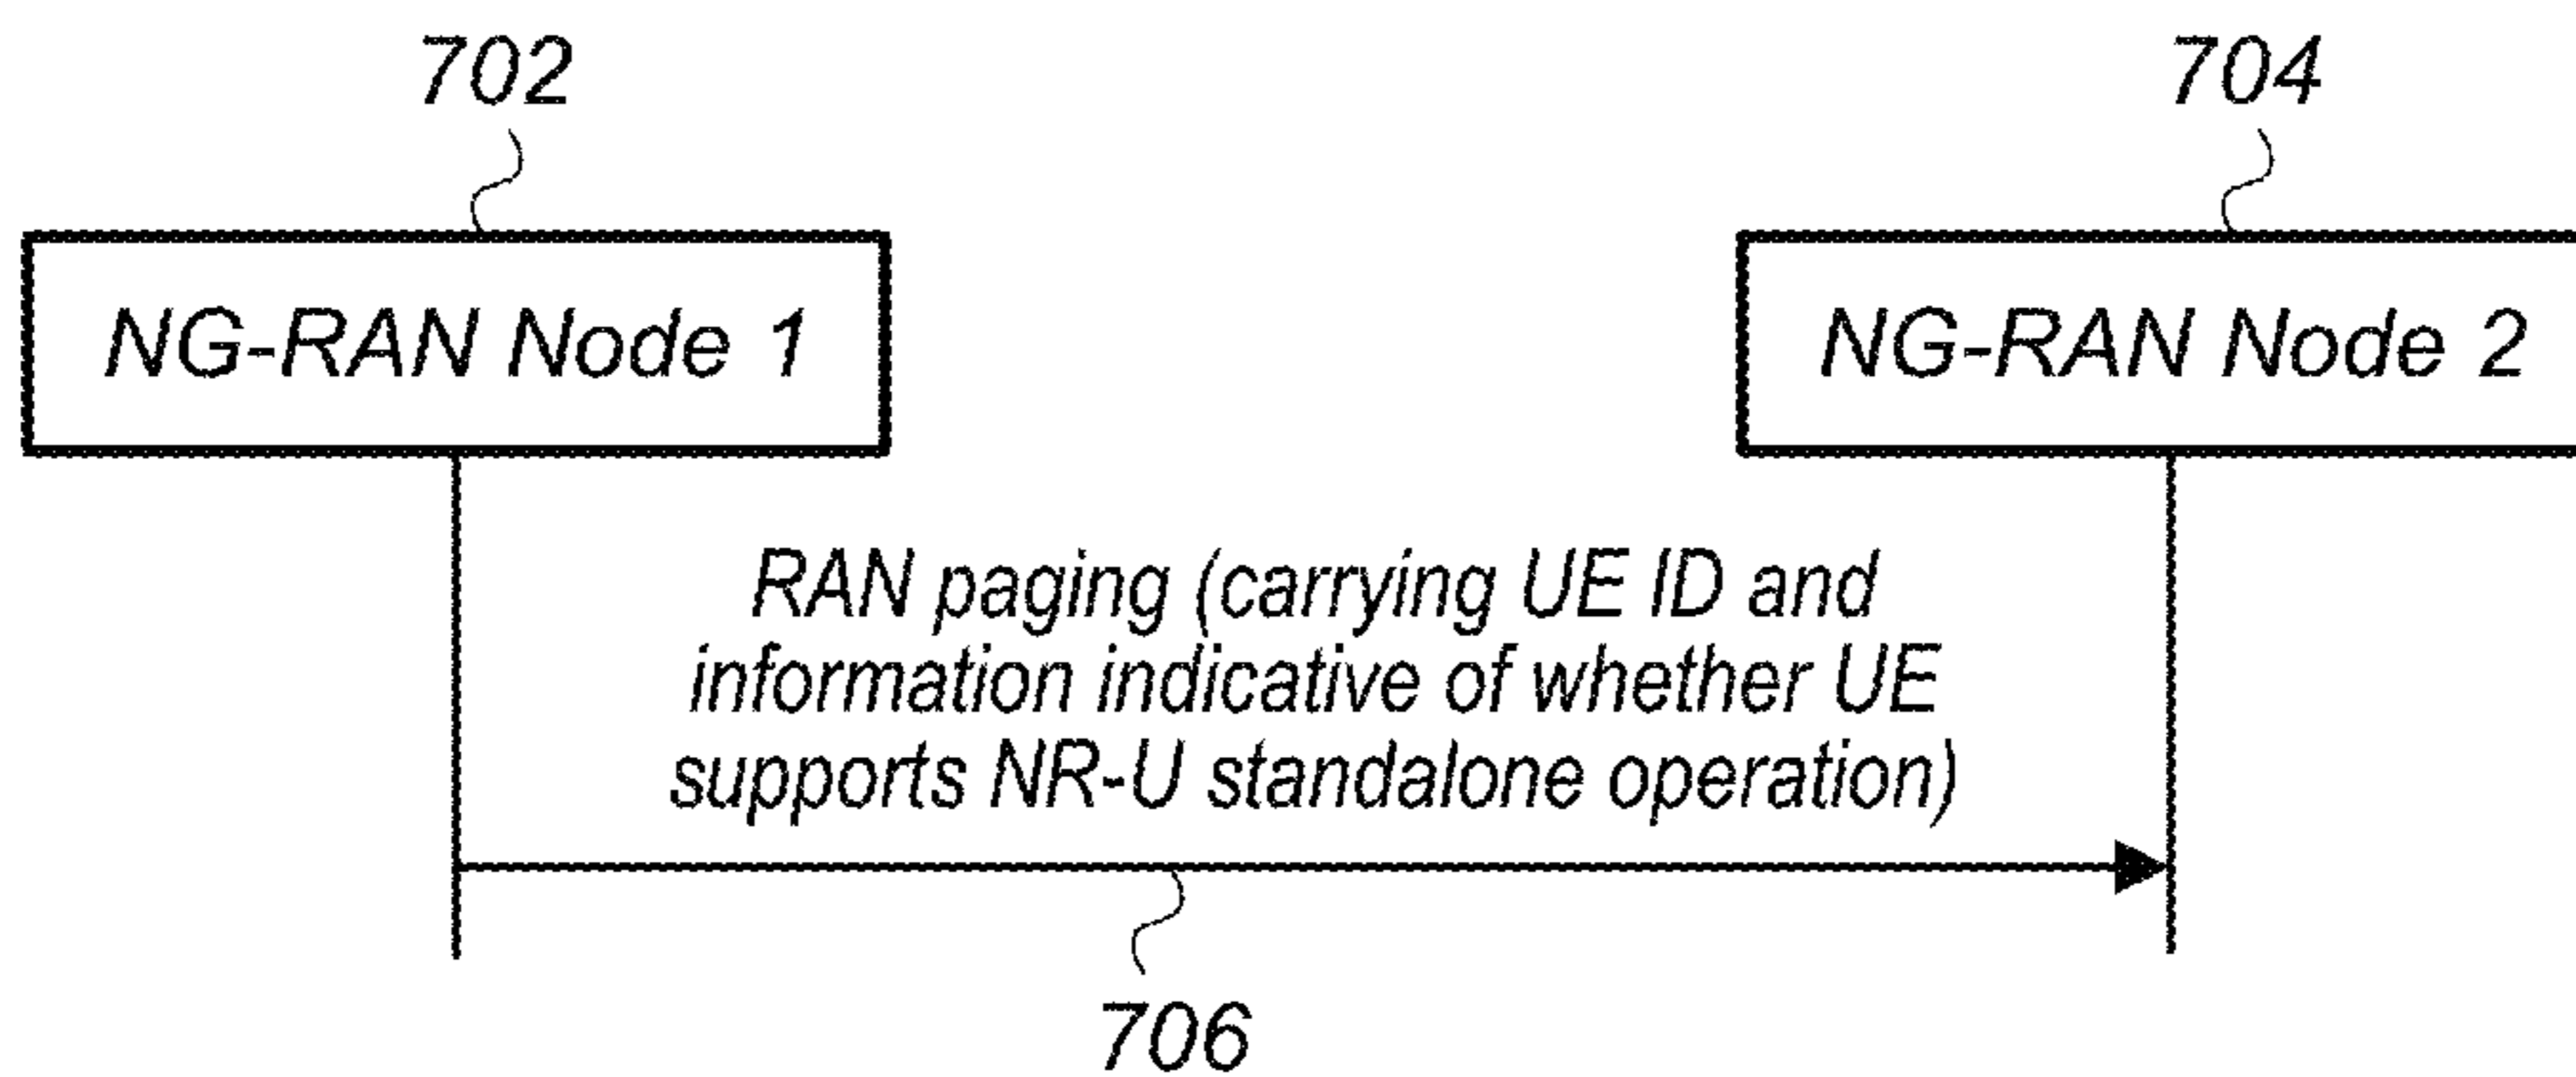 702
704
NG-RAN Node 1
NG-RAN Node 2
RAN paging (carrying UE ID and
information indicative of whether UE
supports NR-U standalone operation)
706